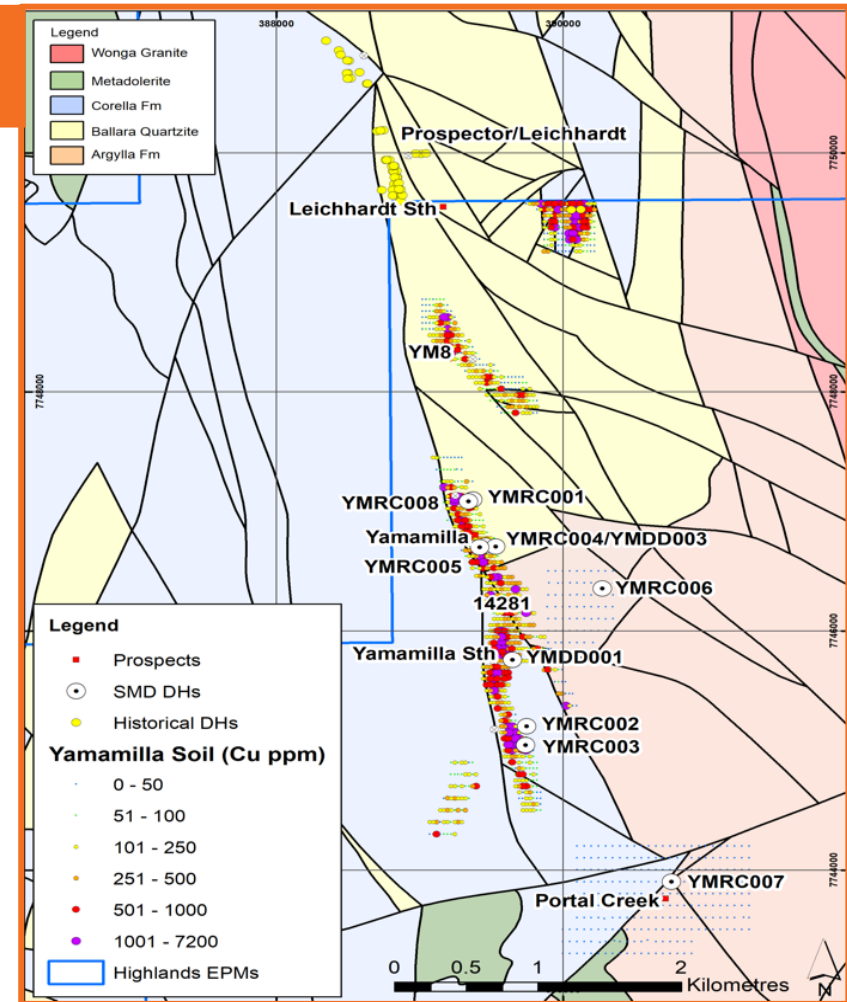 388000
390000
Legend
Wonga Granite
Metadolerite
Corella Fm
Ballara Quartzite
Argylla Fm
Prospector/Leichhardt
7750000
7750000
Leichhardt Sth
YM8
7748000
7748000
YMRC008
YMRC001
Yamamilla
YMRC004/YMDD003
YMRC005
YMRC006
14281
7746000
Yamamilla Sth
YMDD001
YMRC002
YMRC003
7744000
YMRC007
Portal Creek
Legend
Prospects
SMD DHs
Historical DHs
Yamamilla Soil (Cu ppm)
0 - 50
51 - 100
101 - 250
251 - 500
501 - 1000
1001 - 7200
Highlands EPMs
0 0.5 1 2
Kilometres
N